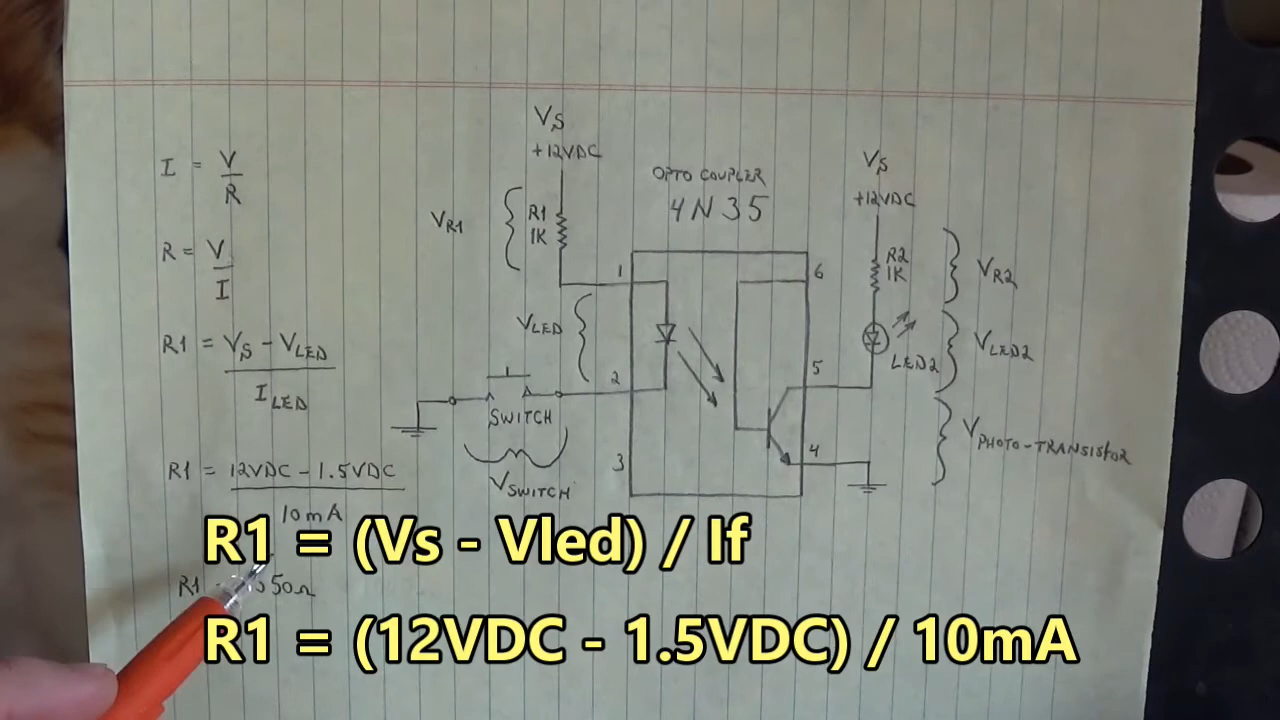 I = V
R
R = V
I
R1 = VS - VLED
ILED
R1 = 12VDC - 1.5VDC
10mA
R1
50Ω
VS
+12VDC
VR1
R1
1K
VLED
SWITCH
VSWITCH
OPTO COUPLER
4N35
1
2
3
6
5
4
VS
+12VDC
R2
1K
LED2
VR2
VLED2
VPHOTO-TRANSISTOR
R1 = (Vs - Vled) / If
R1 = (12VDC - 1.5VDC) / 10mA